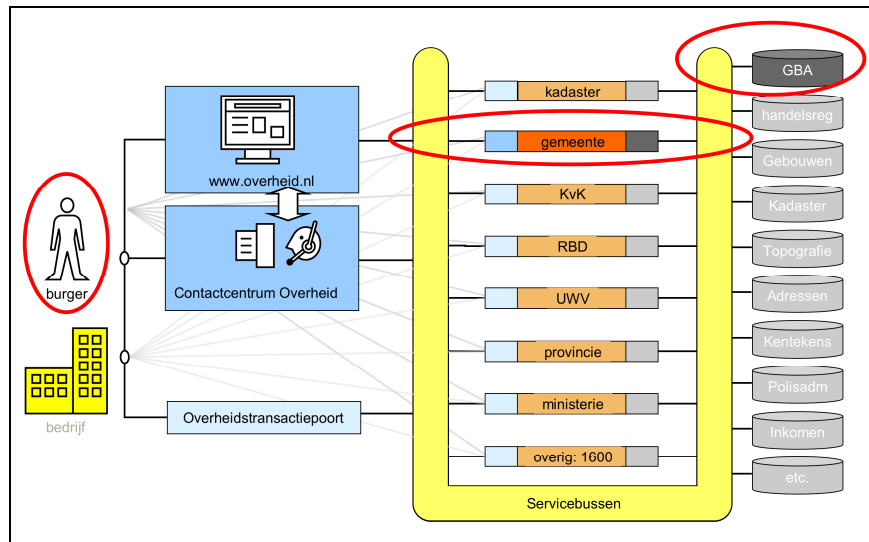 www.overheid.nl
Contactcentrum Overheid
burger
bedrijf
Overheidstransactiepoort
kadaster
gemeente
KvK
RBD
UWV
provincie
ministerie
overig: 1600
Servicebussen
GBA
handelsreg
Gebouwen
Kadaster
Topografie
Adressen
Kentekens
Polisadm
Inkomen
etc.